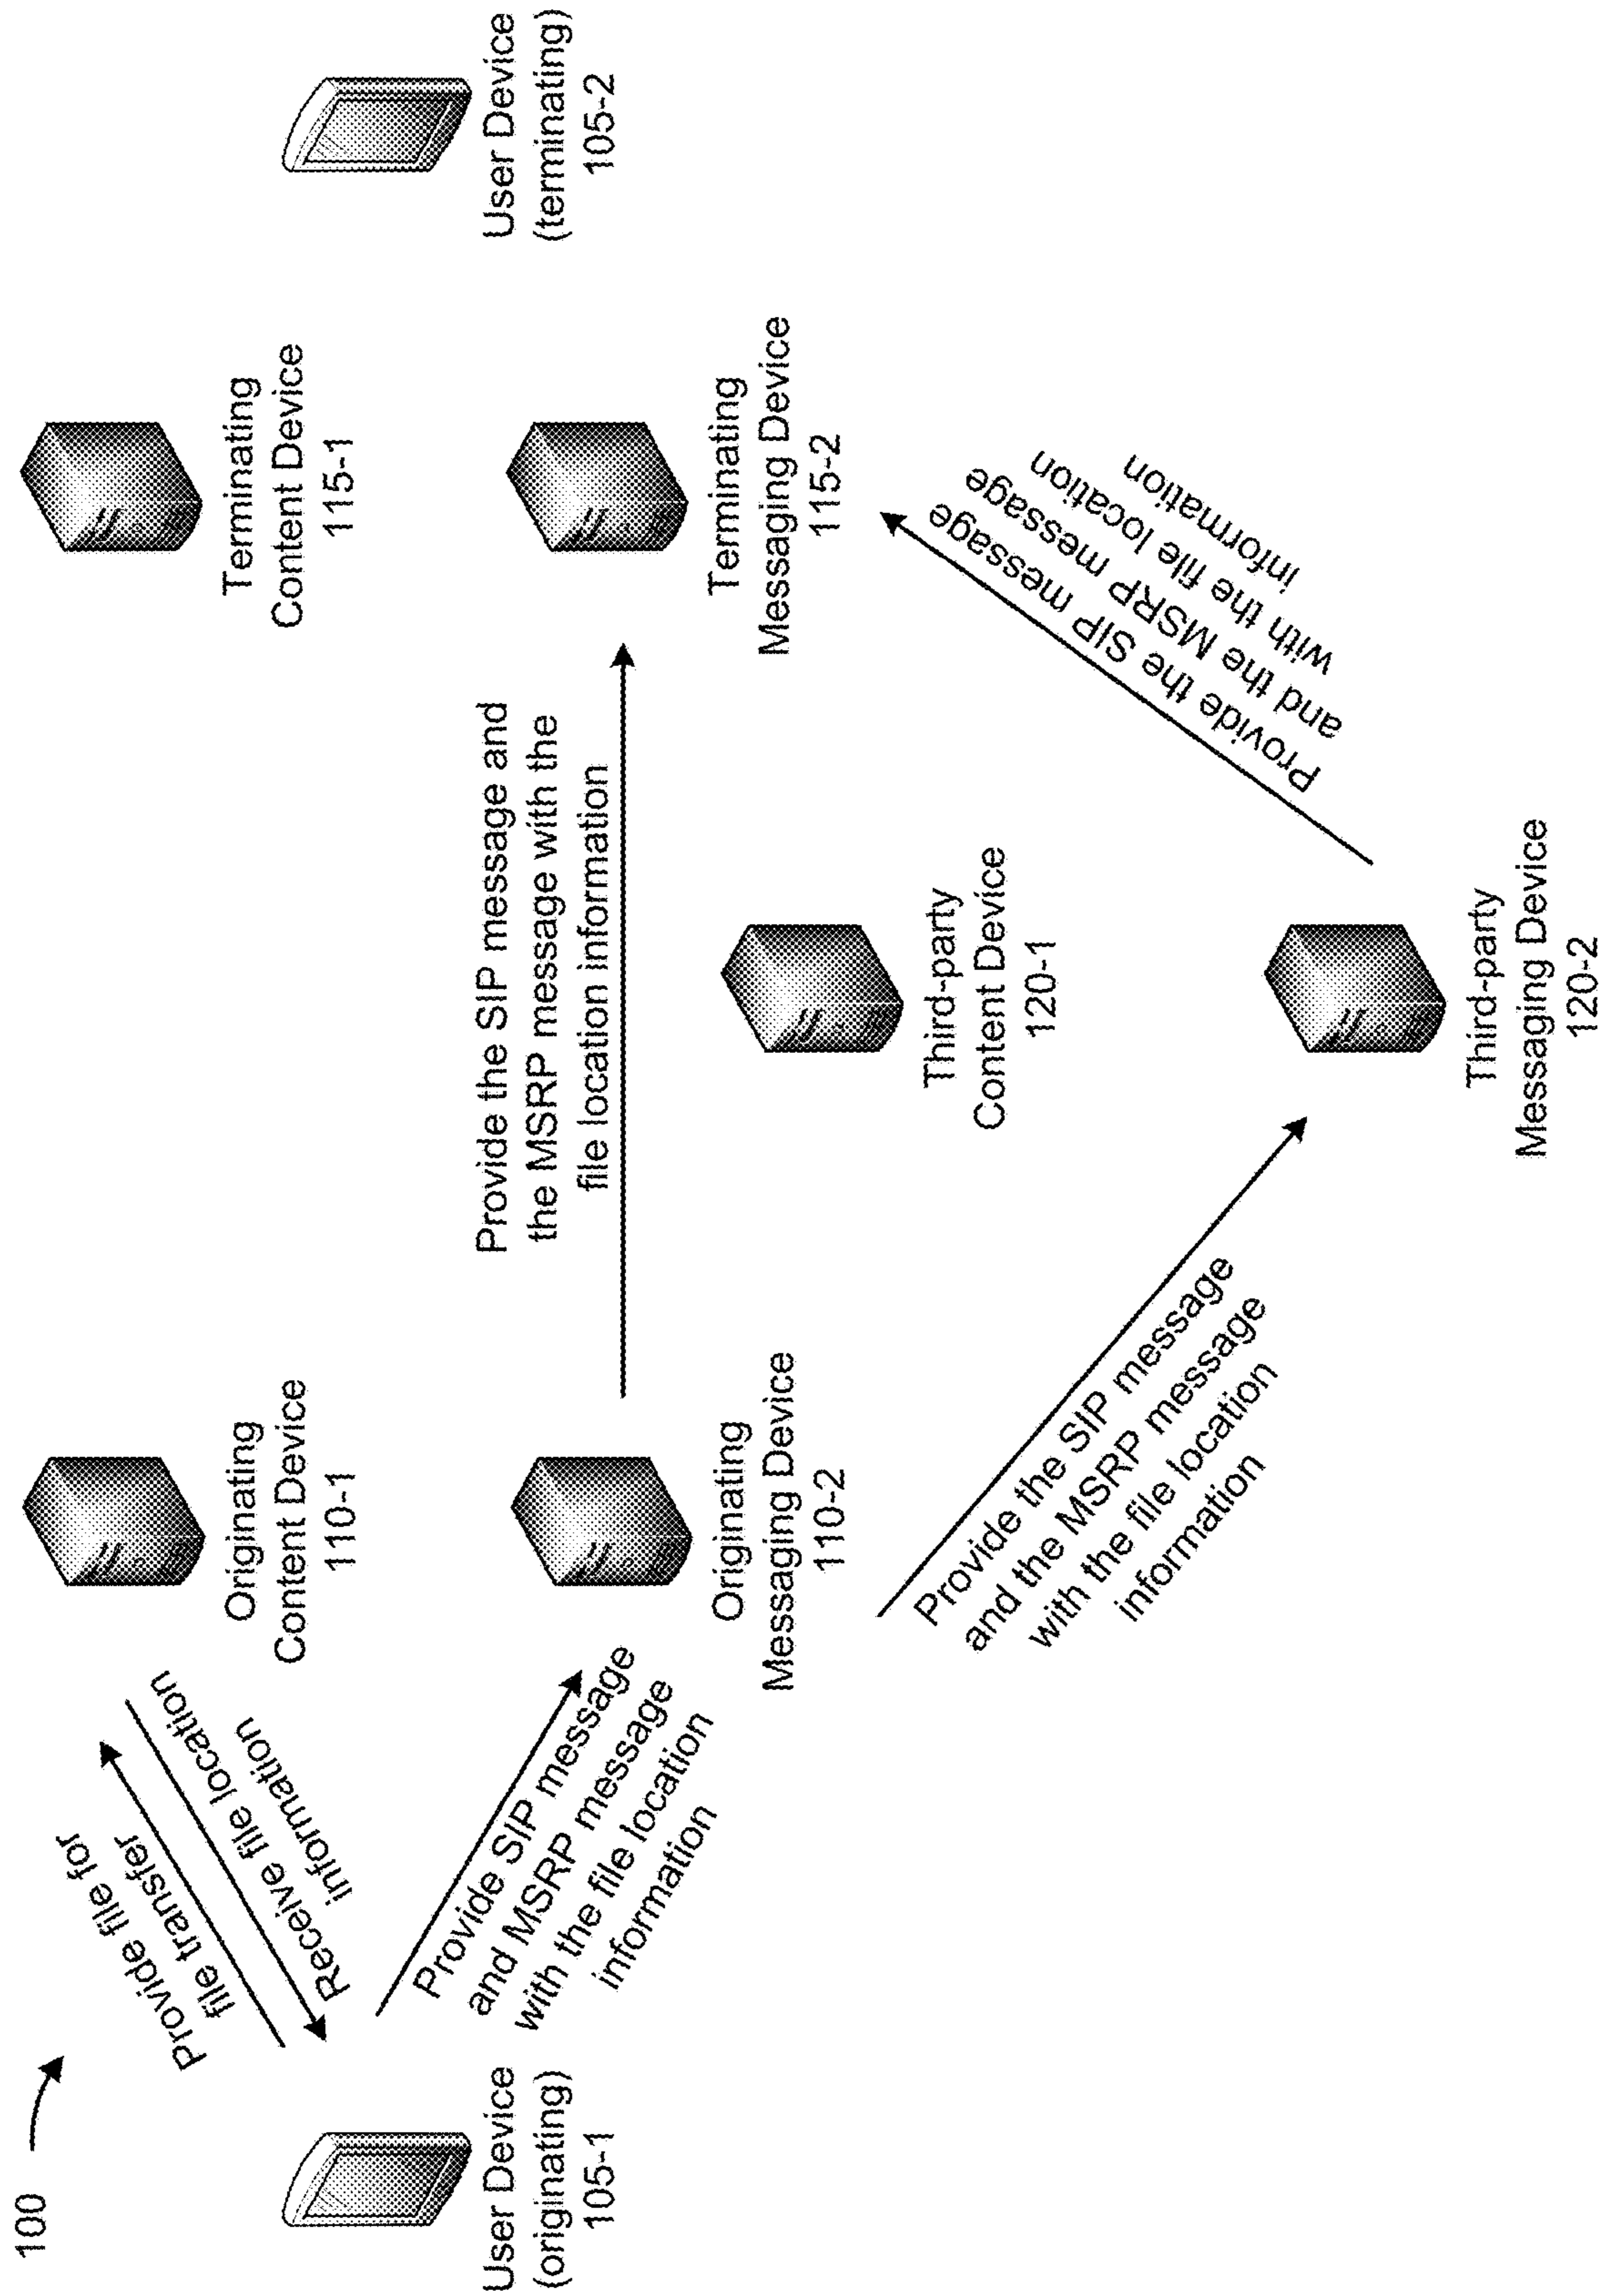 100
Provide file for
file transfer
Receive file location
information
User Device
(originating)
105-1
Originating
Content Device
110-1
Provide SIP message
and MSRP message
with the file location
information
Originating
Messaging Device
110-2
Provide the SIP message and
the MSRP message with the
file location information
Provide the SIP message
and the MSRP message
with the file location
information
Third-party
Content Device
120-1
Third-party
Messaging Device
120-2
Provide the SIP message
and the MSRP message
with the file location
information
Terminating
Content Device
115-1
Terminating
Messaging Device
115-2
User Device
(terminating)
105-2